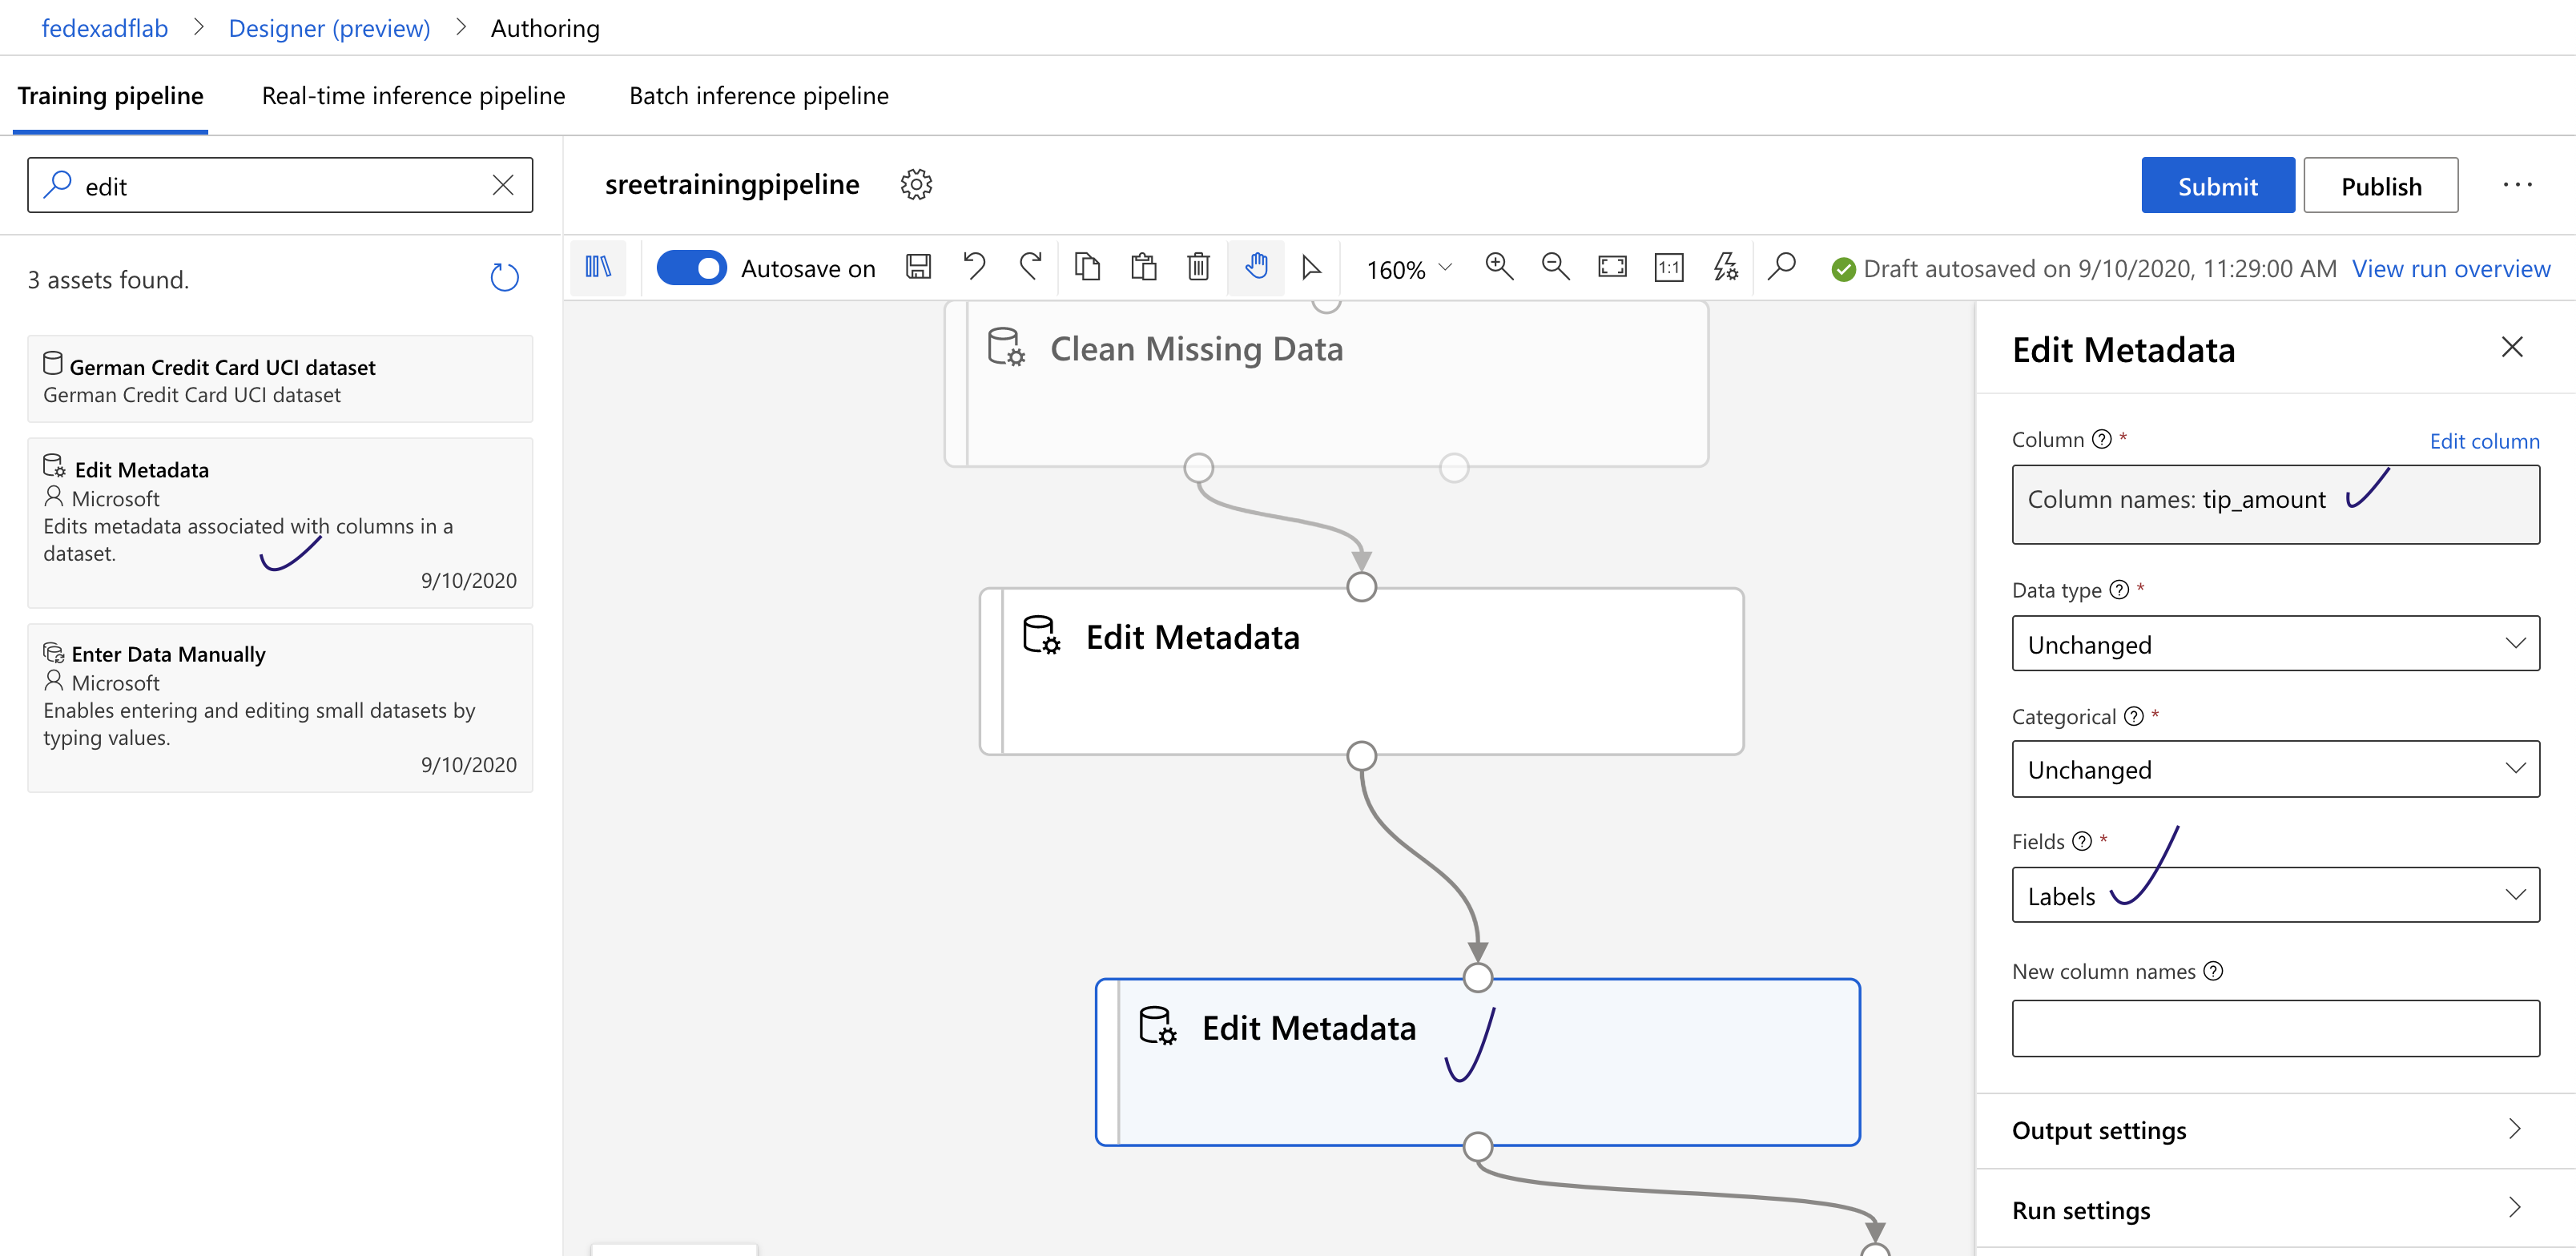 fedexadflab > Designer (preview) > Authoring
Training pipeline Real-time inference pipeline Batch inference pipeline
edit
3 assets found.
German Credit Card UCI dataset
German Credit Card UCI dataset
Edit Metadata
Microsoft
Edits metadata associated with columns in a
dataset.
9/10/2020
Enter Data Manually
Microsoft
Enables entering and editing small datasets by
typing values.
9/10/2020
sreetrainingpipeline
Submit Publish ...
Autosave on 160% 1:1 Draft autosaved on 9/10/2020, 11:29:00 AM View run overview
Clean Missing Data
Edit Metadata
Edit Metadata
Edit Metadata
Column ? * Edit column
Column names: tip_amount
Data type ? *
Unchanged
Categorical ? *
Unchanged
Fields ? *
Labels
New column names ?
Output settings
Run settings